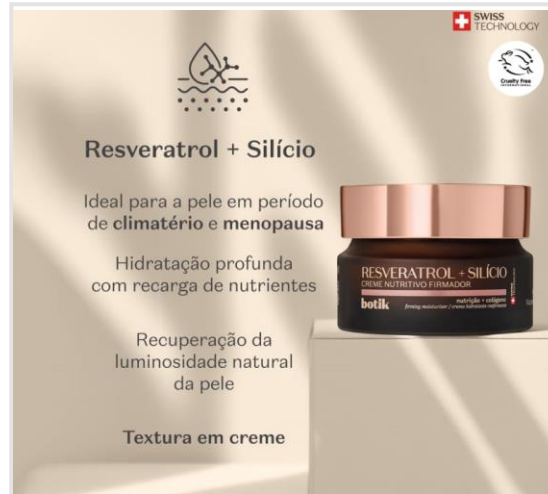 SWISS
TECHNOLOGY
Cruelty Free
INTERNATIONAL
Resveratrol + Silício
Ideal para a pele em período
de climatério e menopausa
Hidratação profunda
com recarga de nutrientes
Recuperação da
luminosidade natural
da pele
Textura em creme
RESVERATROL + SILÍCIO
CREME NUTRITIVO FIRMADOR
botik
nutrição + colágeno